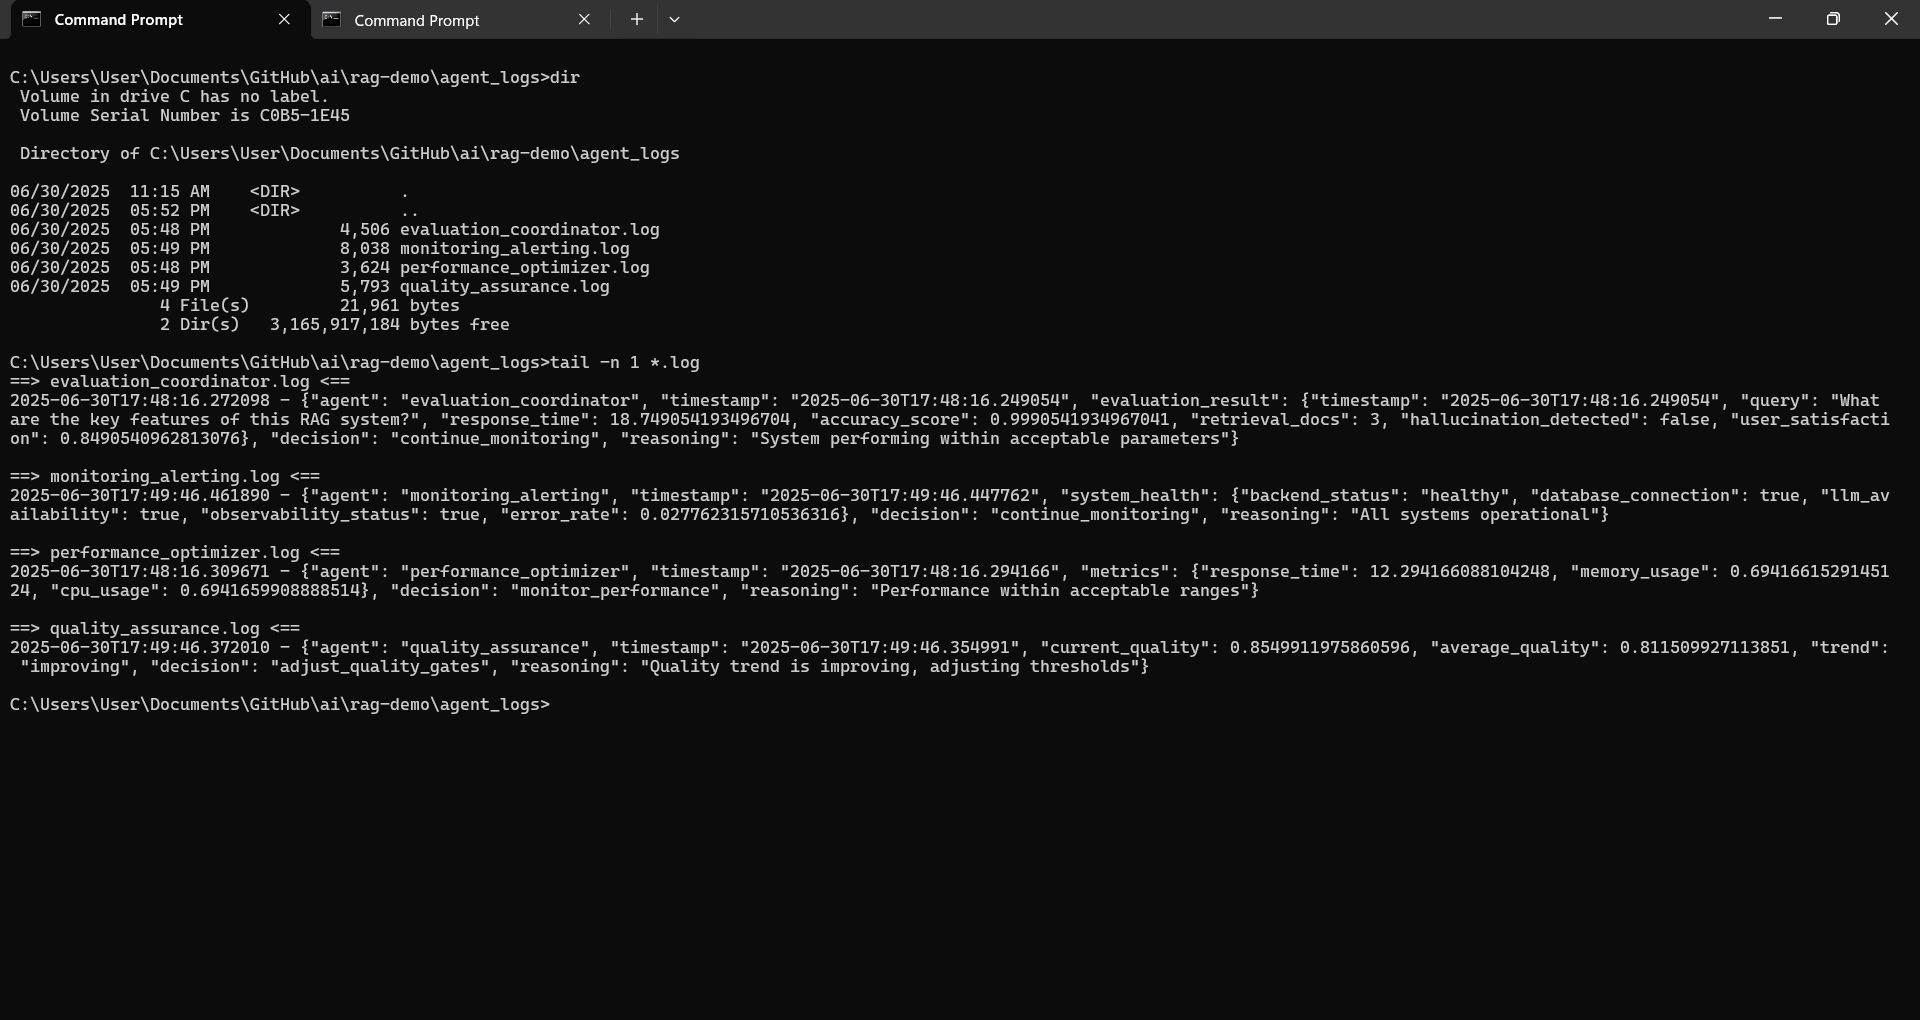 Command Prompt
Command Prompt
C:\Users\User\Documents\GitHub\ai\rag-demo\agent_logs>dir
 Volume in drive C has no label.
 Volume Serial Number is C0B5-1E45
 Directory of C:\Users\User\Documents\GitHub\ai\rag-demo\agent_logs
06/30/2025  11:15 AM    <DIR>          .
06/30/2025  05:52 PM    <DIR>          ..
06/30/2025  05:48 PM             4,506 evaluation_coordinator.log
06/30/2025  05:49 PM             8,038 monitoring_alerting.log
06/30/2025  05:48 PM             3,624 performance_optimizer.log
06/30/2025  05:49 PM             5,793 quality_assurance.log
               4 File(s)         21,961 bytes
               2 Dir(s)   3,165,917,184 bytes free
C:\Users\User\Documents\GitHub\ai\rag-demo\agent_logs>tail -n 1 *.log
==> evaluation_coordinator.log <==
2025-06-30T17:48:16.272098 - {"agent": "evaluation_coordinator", "timestamp": "2025-06-30T17:48:16.249054", "evaluation_result": {"timestamp": "2025-06-30T17:48:16.249054", "query": "What
are the key features of this RAG system?", "response_time": 18.749054193496704, "accuracy_score": 0.9990541934967041, "retrieval_docs": 3, "hallucination_detected": false, "user_satisfacti
on": 0.8490540962813076}, "decision": "continue_monitoring", "reasoning": "System performing within acceptable parameters"}
==> monitoring_alerting.log <==
2025-06-30T17:49:46.461890 - {"agent": "monitoring_alerting", "timestamp": "2025-06-30T17:49:46.447762", "system_health": {"backend_status": "healthy", "database_connection": true, "llm_av
ailability": true, "observability_status": true, "error_rate": 0.027762315710536316}, "decision": "continue_monitoring", "reasoning": "All systems operational"}
==> performance_optimizer.log <==
2025-06-30T17:48:16.309671 - {"agent": "performance_optimizer", "timestamp": "2025-06-30T17:48:16.294166", "metrics": {"response_time": 12.294166088104248, "memory_usage": 0.69416615291451
24, "cpu_usage": 0.6941659908888514}, "decision": "monitor_performance", "reasoning": "Performance within acceptable ranges"}
==> quality_assurance.log <==
2025-06-30T17:49:46.372010 - {"agent": "quality_assurance", "timestamp": "2025-06-30T17:49:46.354991", "current_quality": 0.8549911975860596, "average_quality": 0.811509927113851, "trend":
 "improving", "decision": "adjust_quality_gates", "reasoning": "Quality trend is improving, adjusting thresholds"}
C:\Users\User\Documents\GitHub\ai\rag-demo\agent_logs>